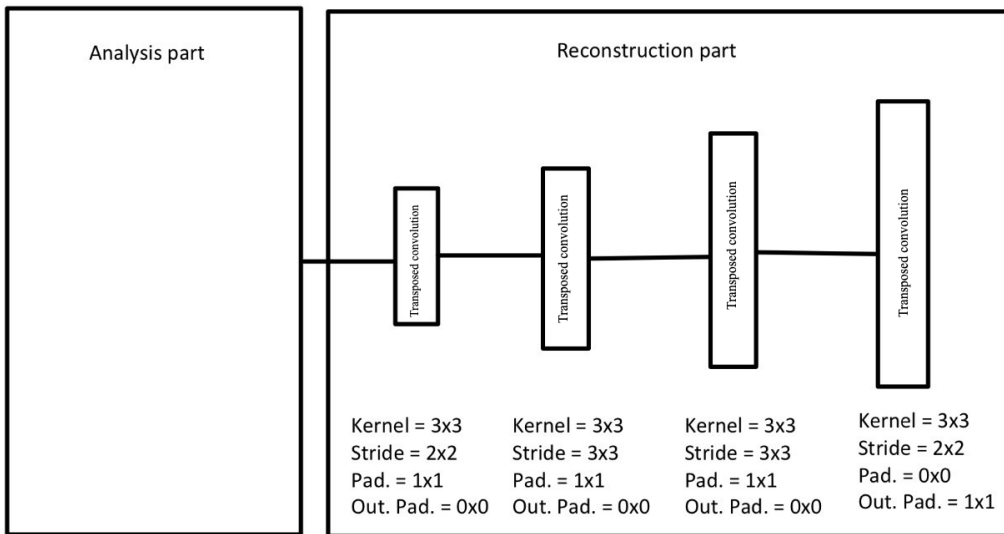 Analysis part
Reconstruction part
Transposed convolution
Transposed convolution
Transposed convolution
Transposed convolution
Kernel = 3x3
Stride = 2x2
Pad. = 1x1
Out. Pad. = 0x0
Kernel = 3x3
Stride = 3x3
Pad. = 1x1
Out. Pad. = 0x0
Kernel = 3x3
Stride = 3x3
Pad. = 1x1
Out. Pad. = 0x0
Kernel = 3x3
Stride = 2x2
Pad. = 0x0
Out. Pad. = 1x1